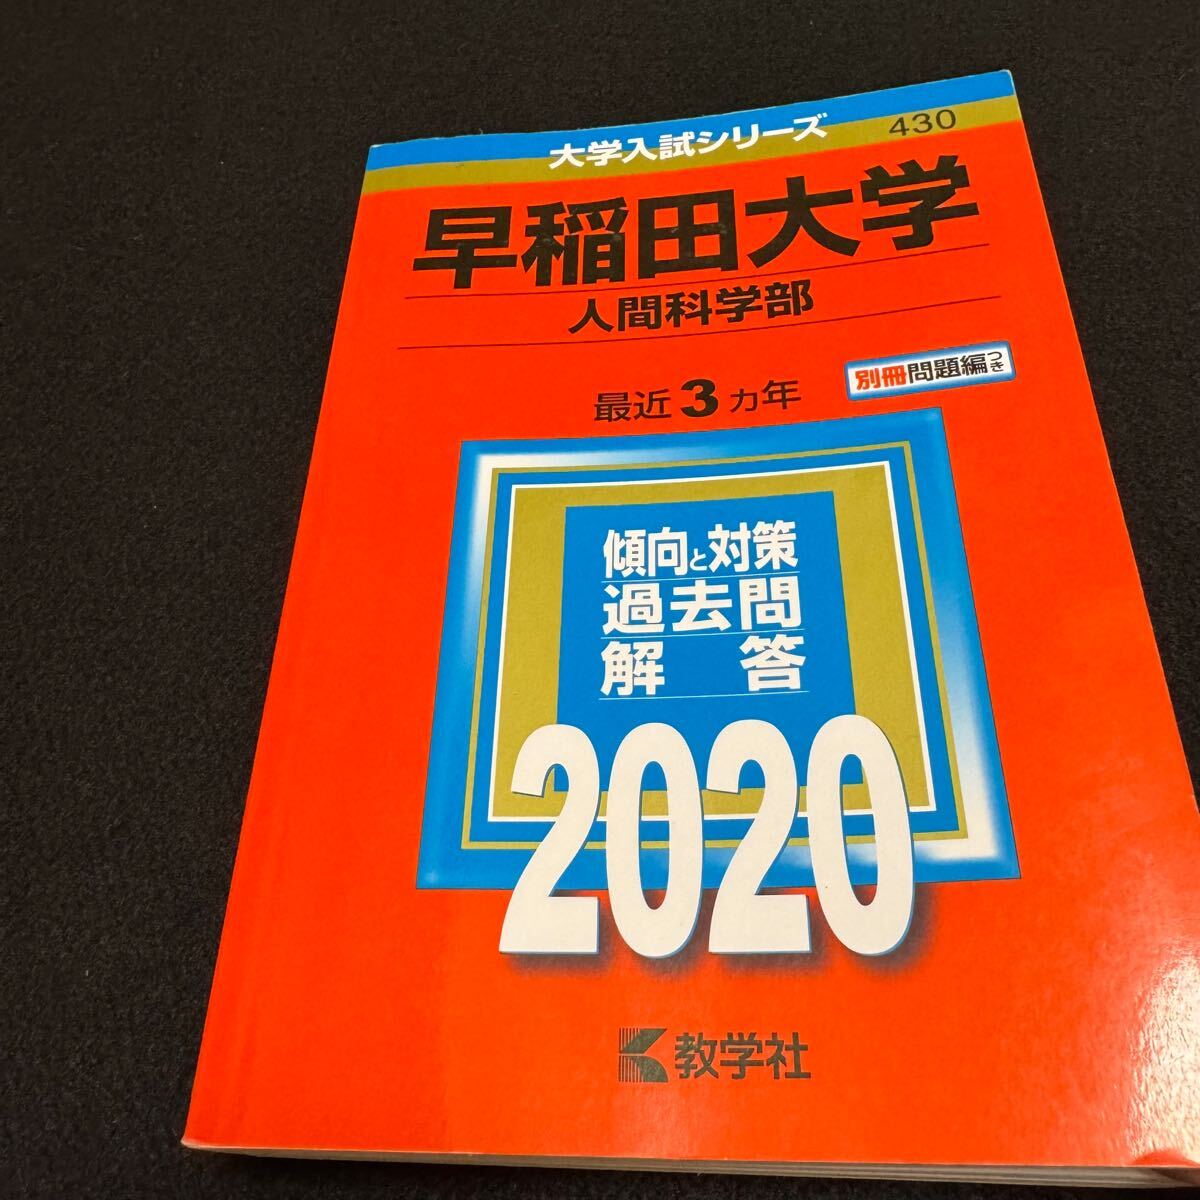 大学入試シリーズ 430
早稲田大学
人間科学部
別冊問題編つき
最近3カ年
傾向と対策
過去問
解答
2020
教学社